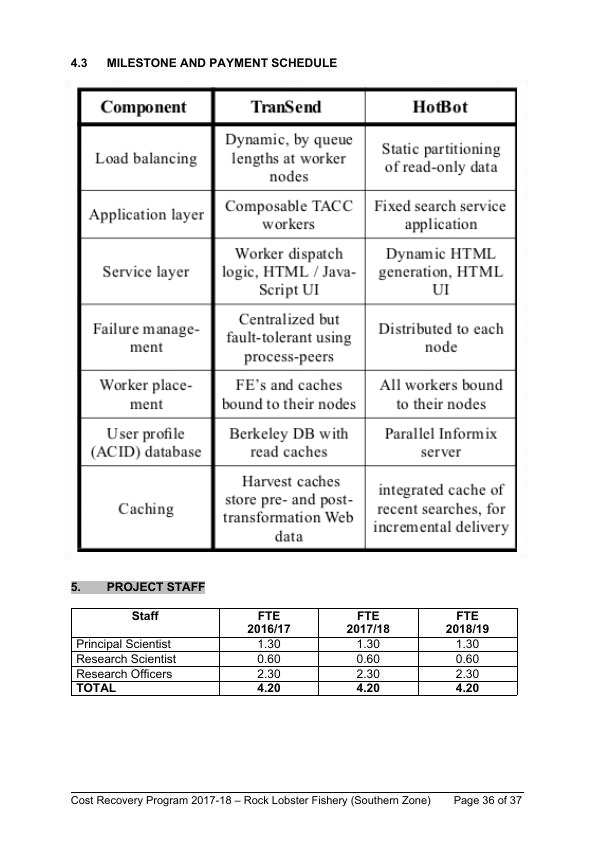 4.3 MILESTONE AND PAYMENT SCHEDULE
Component TranSend HotBot
Load balancing
Dynamic, by queue
lengths at worker
nodes
Static partitioning
of read-only data
Application layer
Composable TACC
workers
Fixed search service
application
Service layer
Worker dispatch
logic, HTML / Java-
Script UI
Dynamic HTML
generation, HTML
UI
Failure manage-
ment
Centralized but
fault-tolerant using
process-peers
Distributed to each
node
Worker place-
ment
FE's and caches
bound to their nodes
All workers bound
to their nodes
User profile
(ACID) database
Berkeley DB with
read caches
Parallel Informix
server
Caching
Harvest caches
store pre- and post-
transformation Web
data
integrated cache of
recent searches, for
incremental delivery
5. PROJECT STAFF
Staff
FTE
2016/17
FTE
2017/18
FTE
2018/19
Principal Scientist 1.30 1.30 1.30
Research Scientist 0.60 0.60 0.60
Research Officers 2.30 2.30 2.30
TOTAL 4.20 4.20 4.20
Cost Recovery Program 2017-18 – Rock Lobster Fishery (Southern Zone) Page 36 of 37